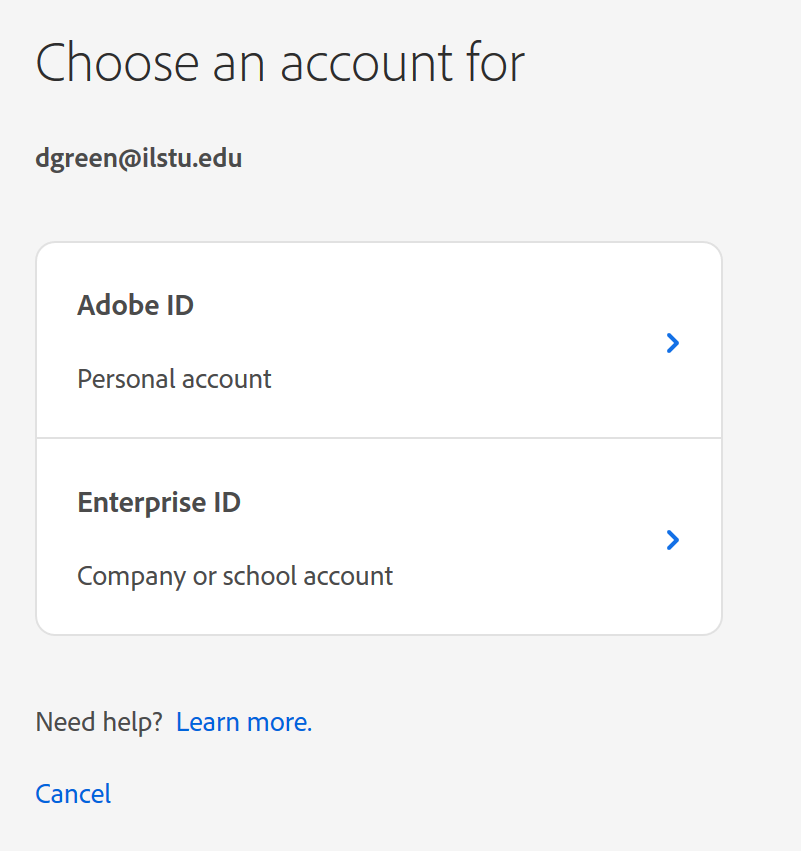 Choose an account for
dgreen@ilstu.edu
Adobe ID
Personal account
Enterprise ID
Company or school account
Need help? Learn more.
Cancel